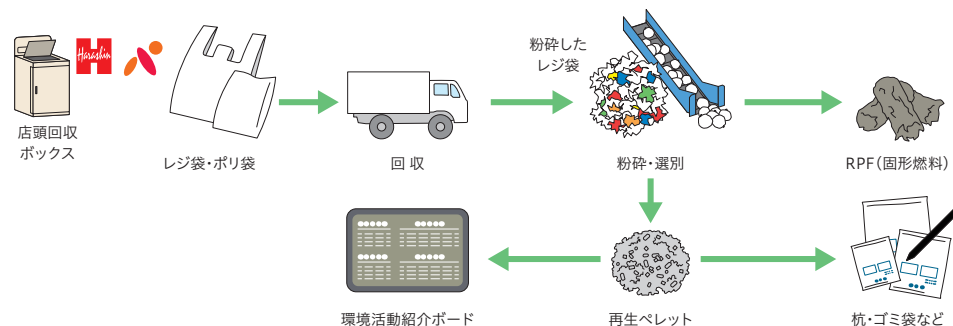 Harashin
H
粉砕した
レジ袋
店頭回収
ボックス
レジ袋・ポリ袋
回 収
粉砕・選別
RPF（固形燃料）
環境活動紹介ボード
再生ペレット
杭・ゴミ袋など